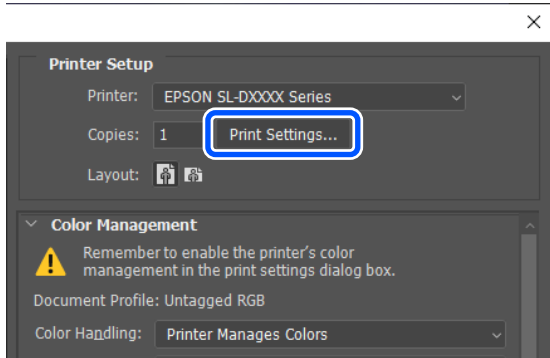 Printer Setup
Printer: EPSON SL-DXXXX Series
Copies: 1 Print Settings...
Layout:
Color Management
Remember to enable the printer's color
management in the print settings dialog box.
Document Profile: Untagged RGB
Color Handling: Printer Manages Colors